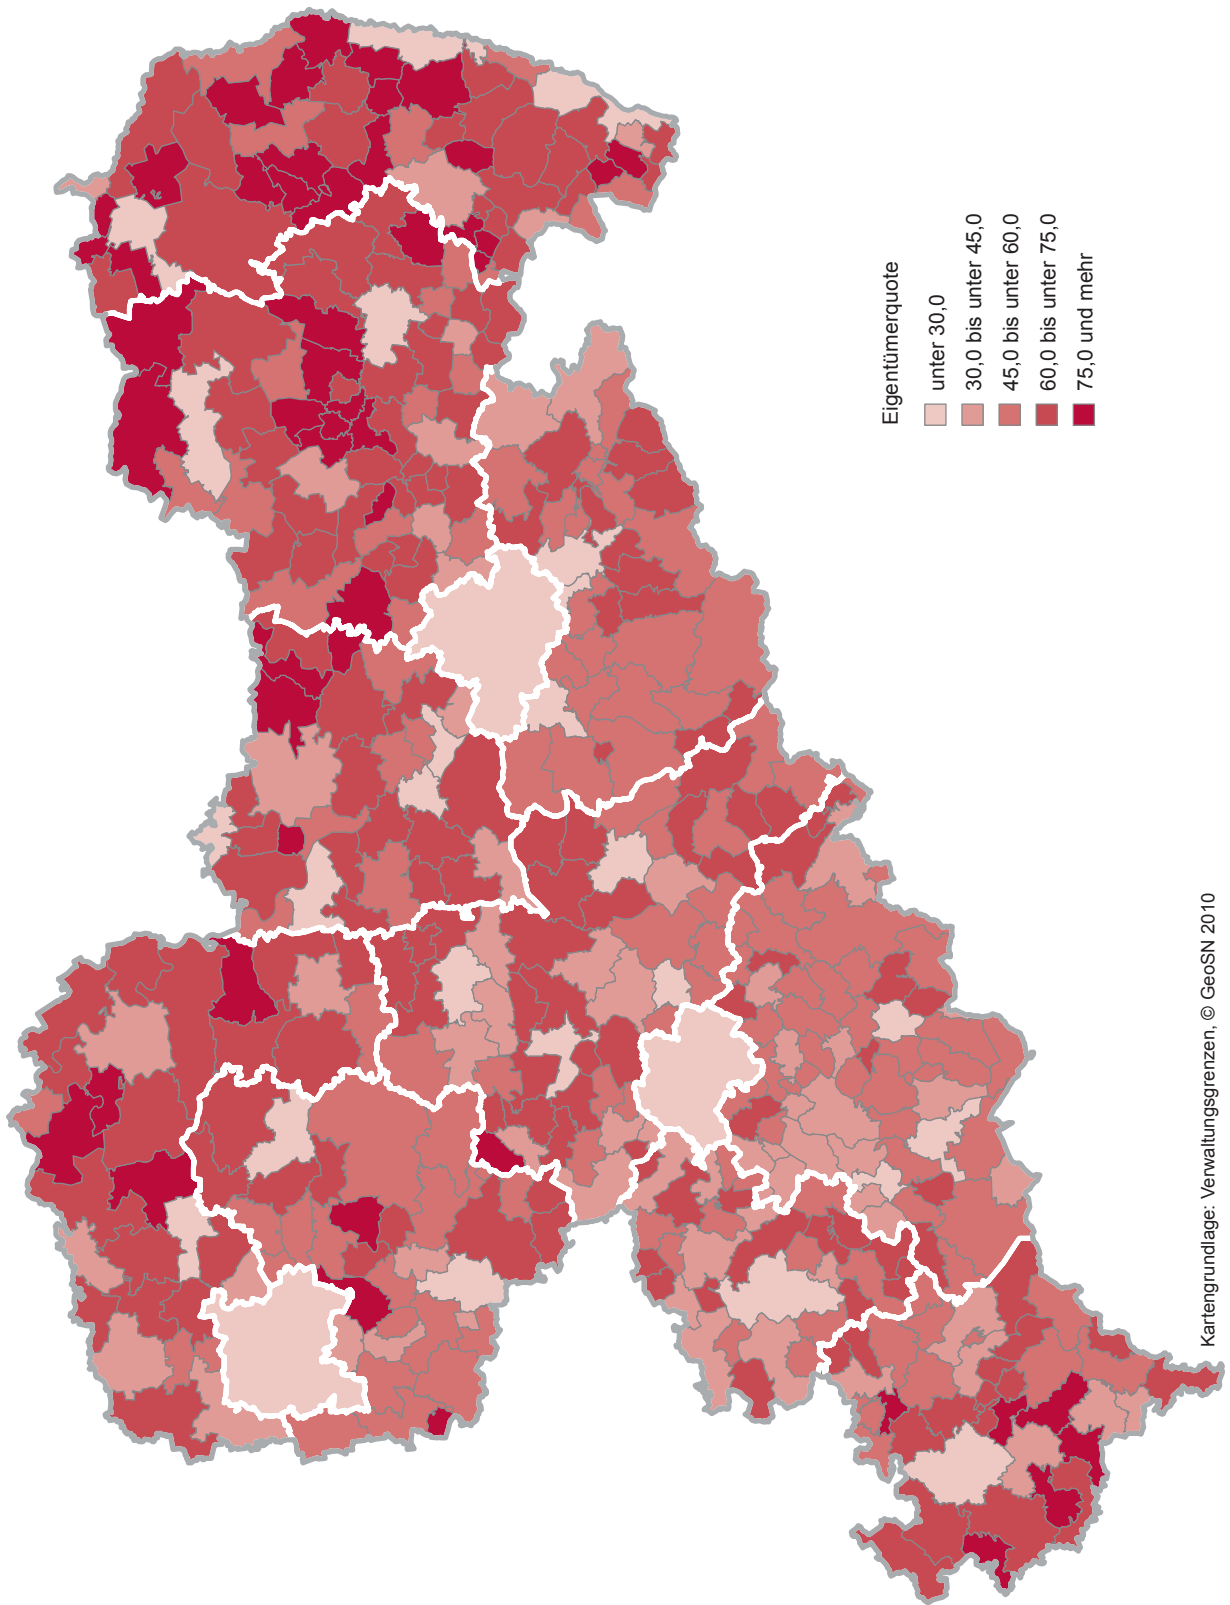 Eigentümerquote
unter 30,0
30,0 bis unter 45,0
45,0 bis unter 60,0
60,0 bis unter 75,0
75,0 und mehr
Kartengrundlage: Verwaltungsgrenzen, © GeoSN 2010